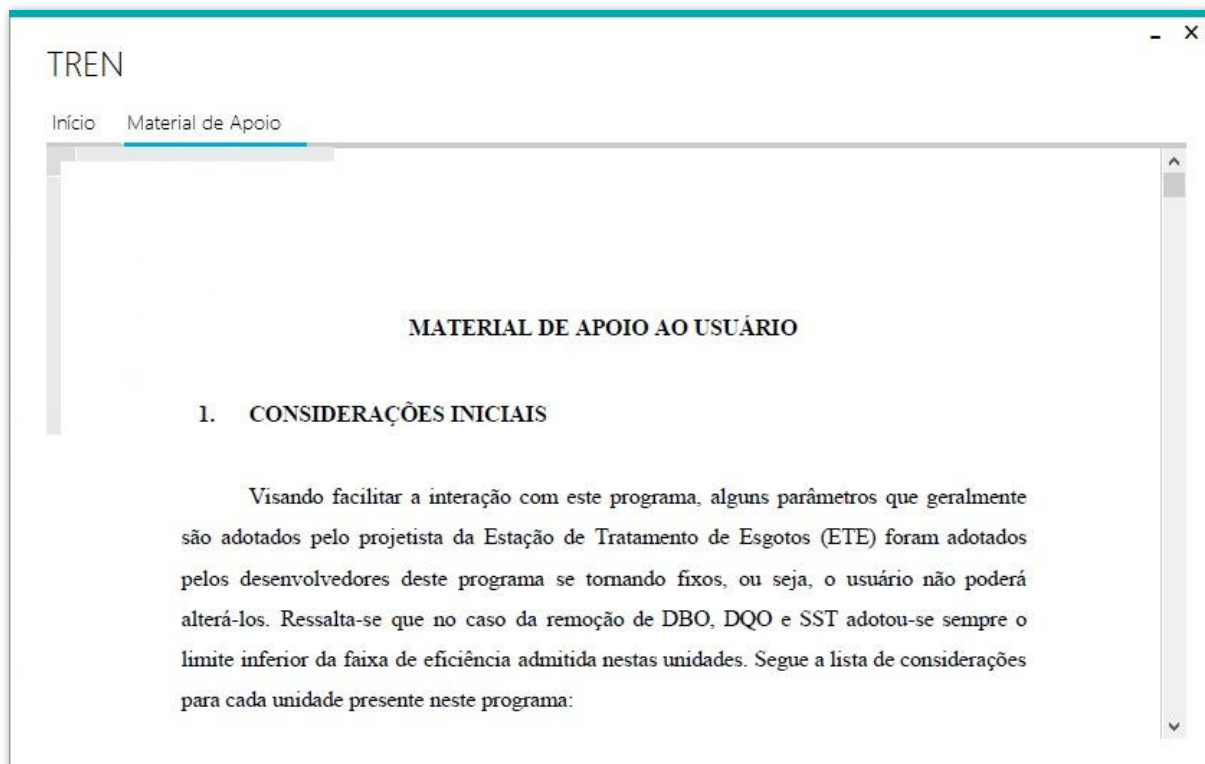 TREN
Início Material de Apoio
MATERIAL DE APOIO AO USUÁRIO
1. CONSIDERAÇÕES INICIAIS
Visando facilitar a interação com este programa, alguns parâmetros que geralmente
são adotados pelo projetista da Estação de Tratamento de Esgotos (ETE) foram adotados
pelos desenvolvedores deste programa se tornando fixos, ou seja, o usuário não poderá
alterá-los. Ressalta-se que no caso da remoção de DBO, DQO e SST adotou-se sempre o
limite inferior da faixa de eficiência admitida nestas unidades. Segue a lista de considerações
para cada unidade presente neste programa: